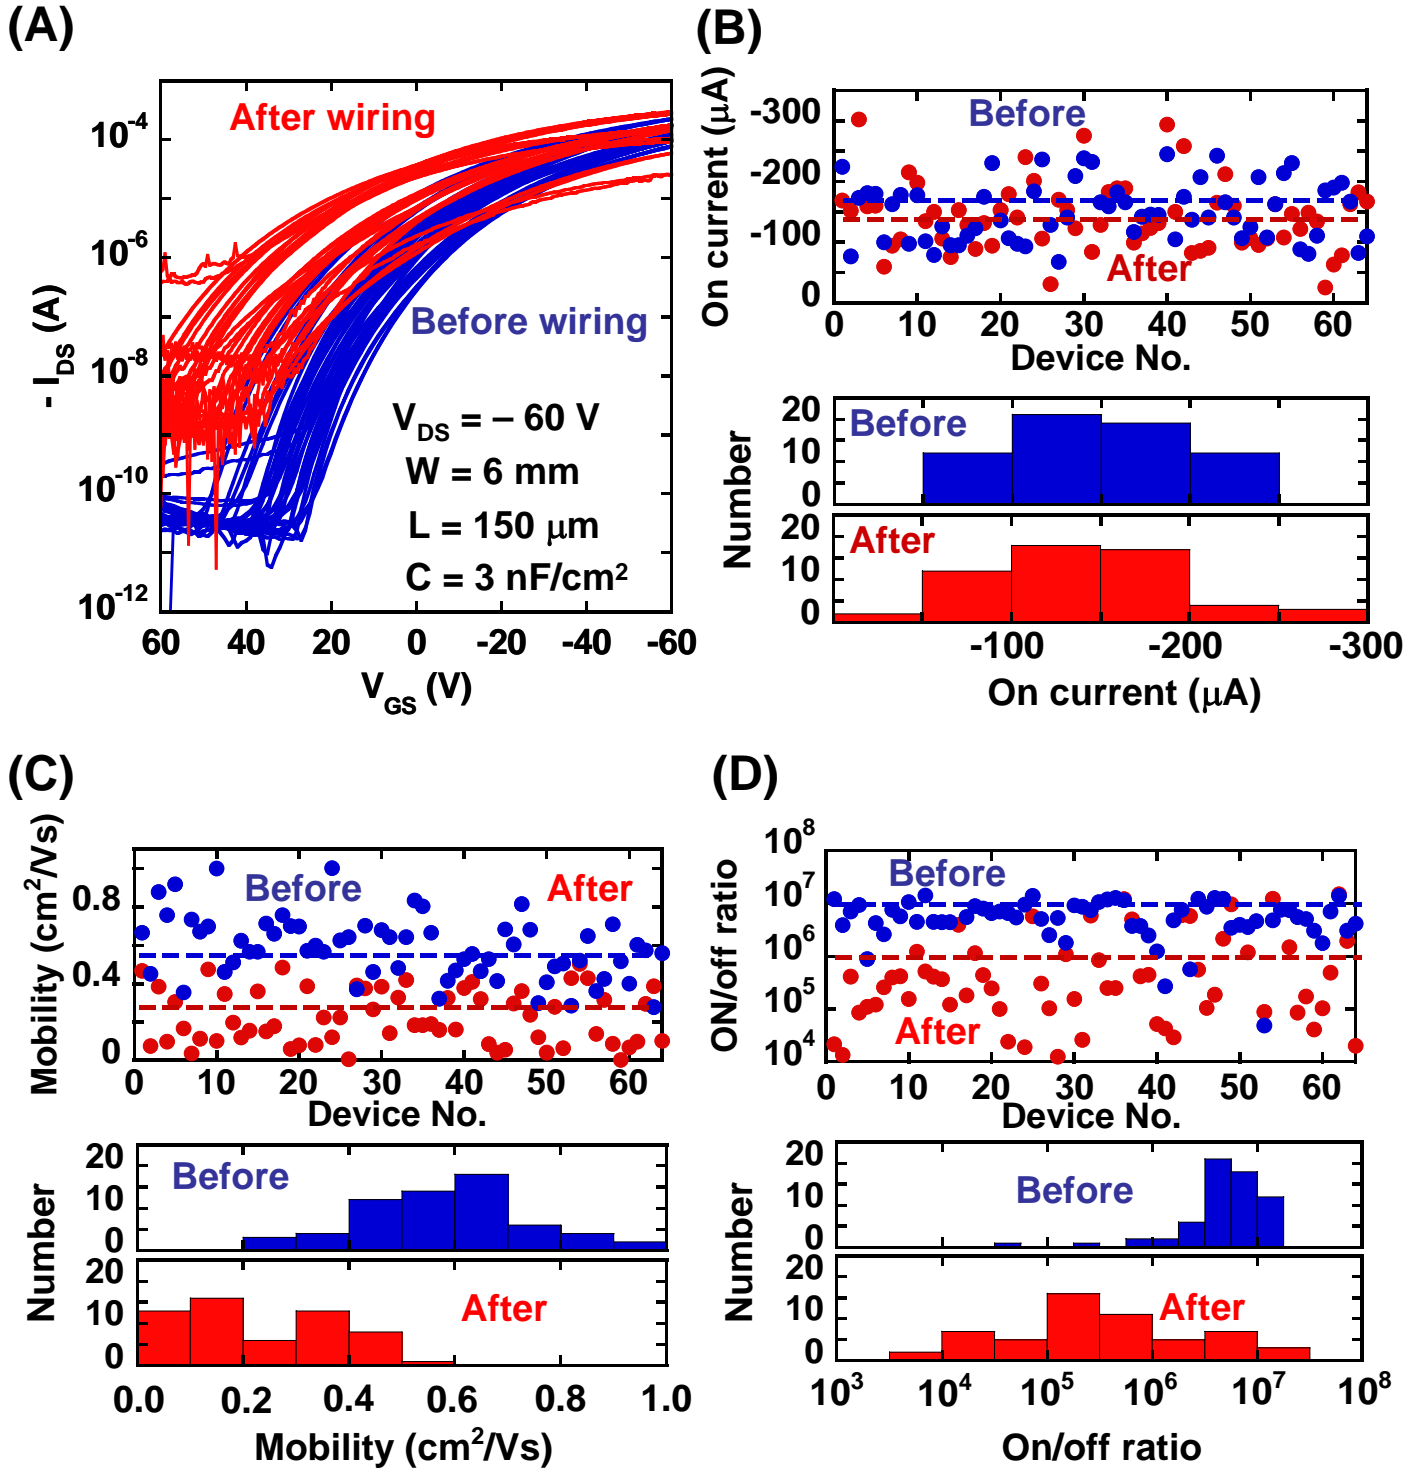 (A)
After wiring
Before wiring
V_DS = – 60 V
W = 6 mm
L = 150 μm
C = 3 nF/cm²
- I_DS (A)
10⁻⁴
10⁻⁶
10⁻⁸
10⁻¹⁰
10⁻¹²
60 40 20 0 -20 -40 -60
V_GS (V)
(B)
On current (μA)
-300
-200
-100
0
Before
After
0 10 20 30 40 50 60
Device No.
Number
20
10
0
Before
20
10
0
After
-100 -200 -300
On current (μA)
(C)
Mobility (cm²/Vs)
0.8
0.4
0
Before
After
0 10 20 30 40 50 60
Device No.
Number
20
10
0
Before
20
10
0
After
0.0 0.2 0.4 0.6 0.8 1.0
Mobility (cm²/Vs)
(D)
ON/off ratio
10⁸
10⁷
10⁶
10⁵
10⁴
Before
After
0 10 20 30 40 50 60
Device No.
Number
20
10
0
Before
20
10
0
After
10³ 10⁴ 10⁵ 10⁶ 10⁷ 10⁸
On/off ratio